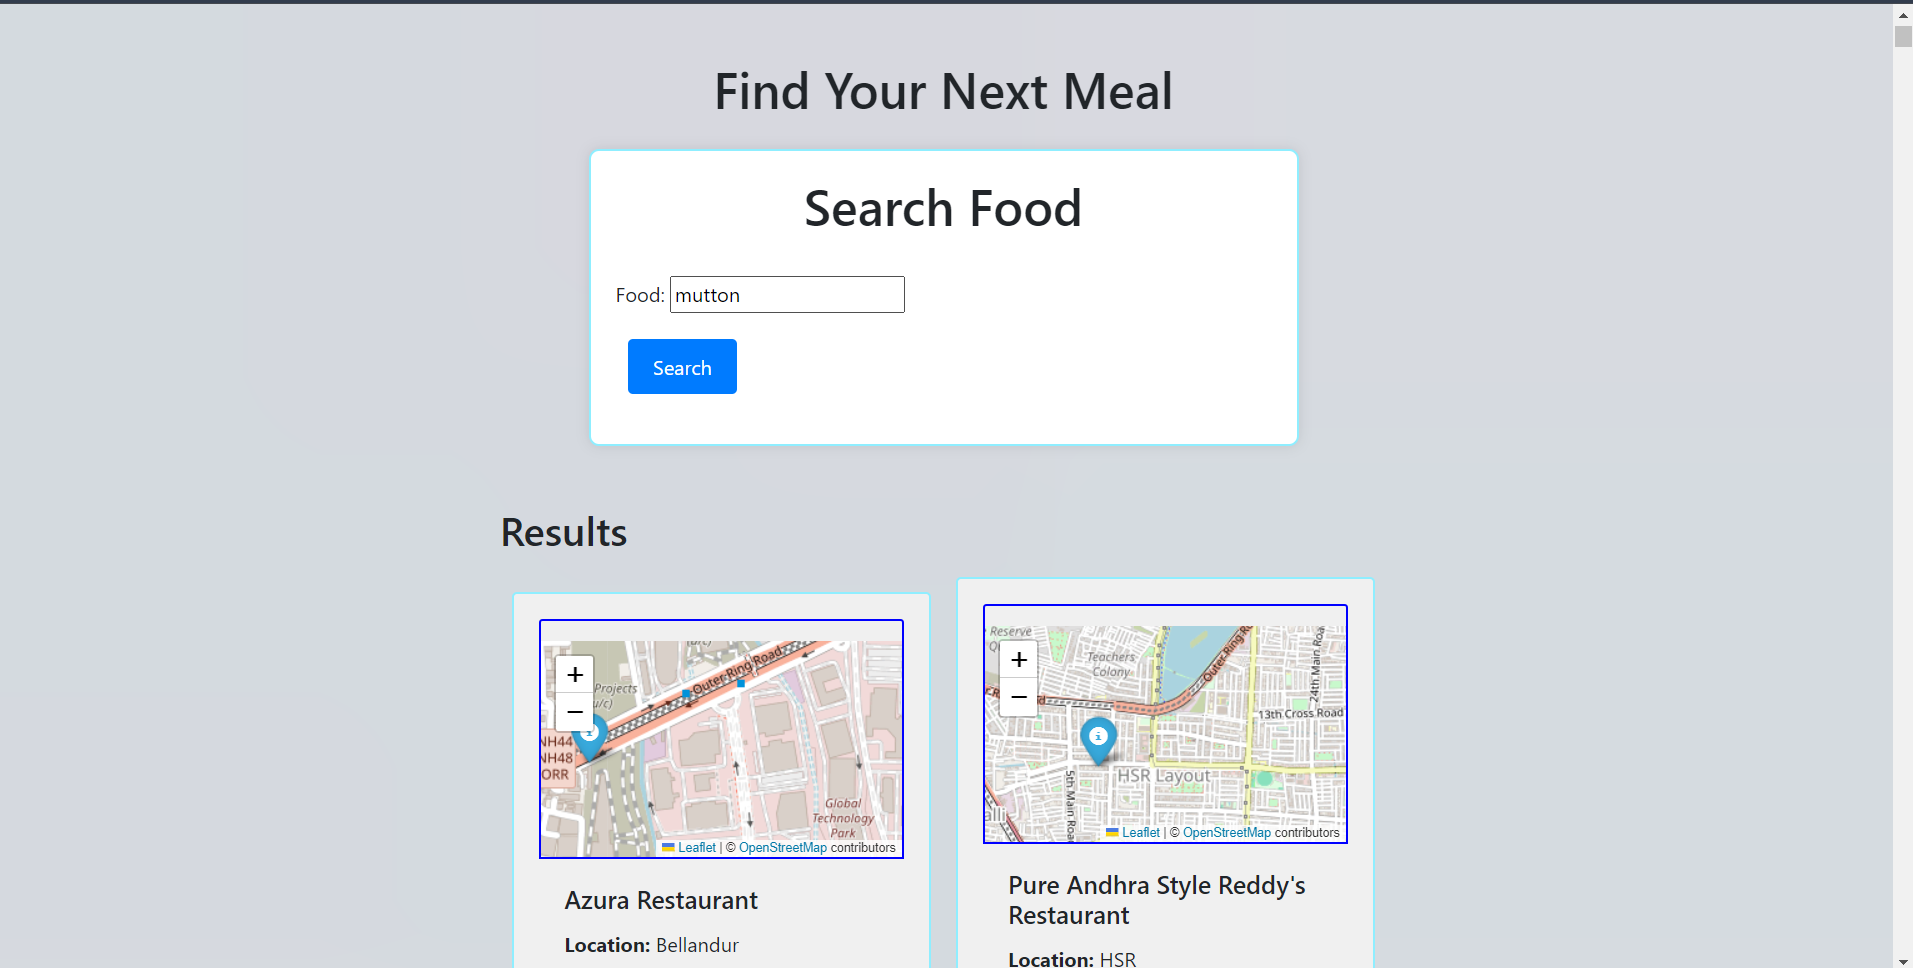 Find Your Next Meal
Search Food
Food: mutton
Search
Results
+
−
(u/c)
Projects
(u/c)
Outer Ring Road
NH44
NH48
ORR
Global
Technology
Park
Leaflet | © OpenStreetMap contributors
Azura Restaurant
Location: Bellandur
+
−
Reserve
Teachers
Colony
Outer Ring
24th Main Roa
13th Cross Road
HSR Layout
5th Main Road
alli
Leaflet | © OpenStreetMap contributors
Pure Andhra Style Reddy's
Restaurant
Location: HSR